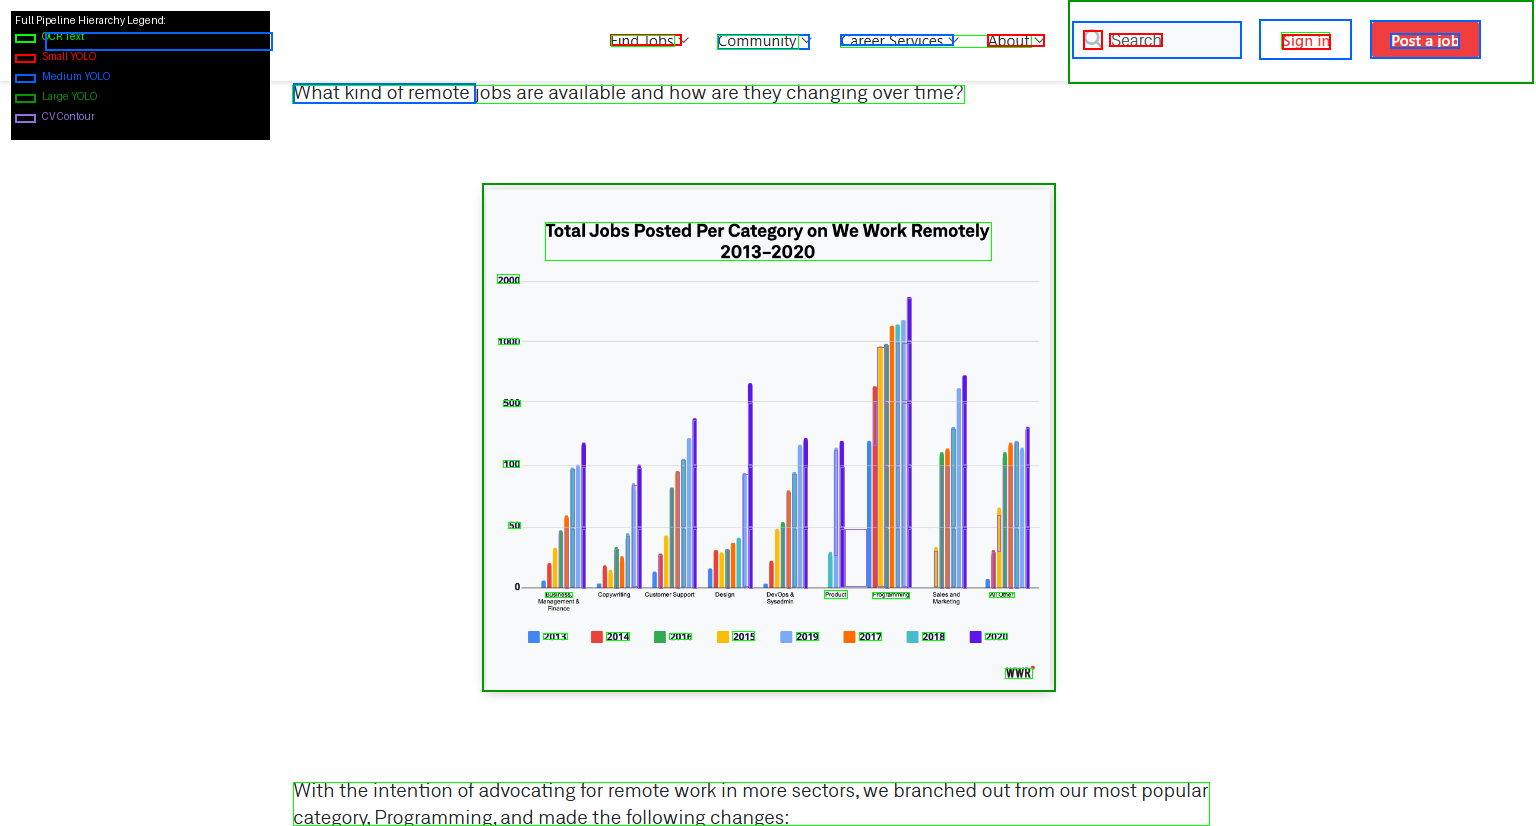 Full Pipeline Hierarchy Legend:
OCR Text
Small YOLO
Medium YOLO
Large YOLO
CV Contour
Find Jobs
Community
Career Services
About
Search
Sign in
Post a job
What kind of remote jobs are available and how are they changing over time?
Total Jobs Posted Per Category on We Work Remotely
2013-2020
2000
1000
500
100
50
0
Business, Management & Finance
Copywriting
Customer Support
Design
DevOps & Sysadmin
Product
Programming
Sales and Marketing
All Other
2013
2014
2016
2015
2019
2017
2018
2020
WWR
With the intention of advocating for remote work in more sectors, we branched out from our most popular
category, Programming, and made the following changes: